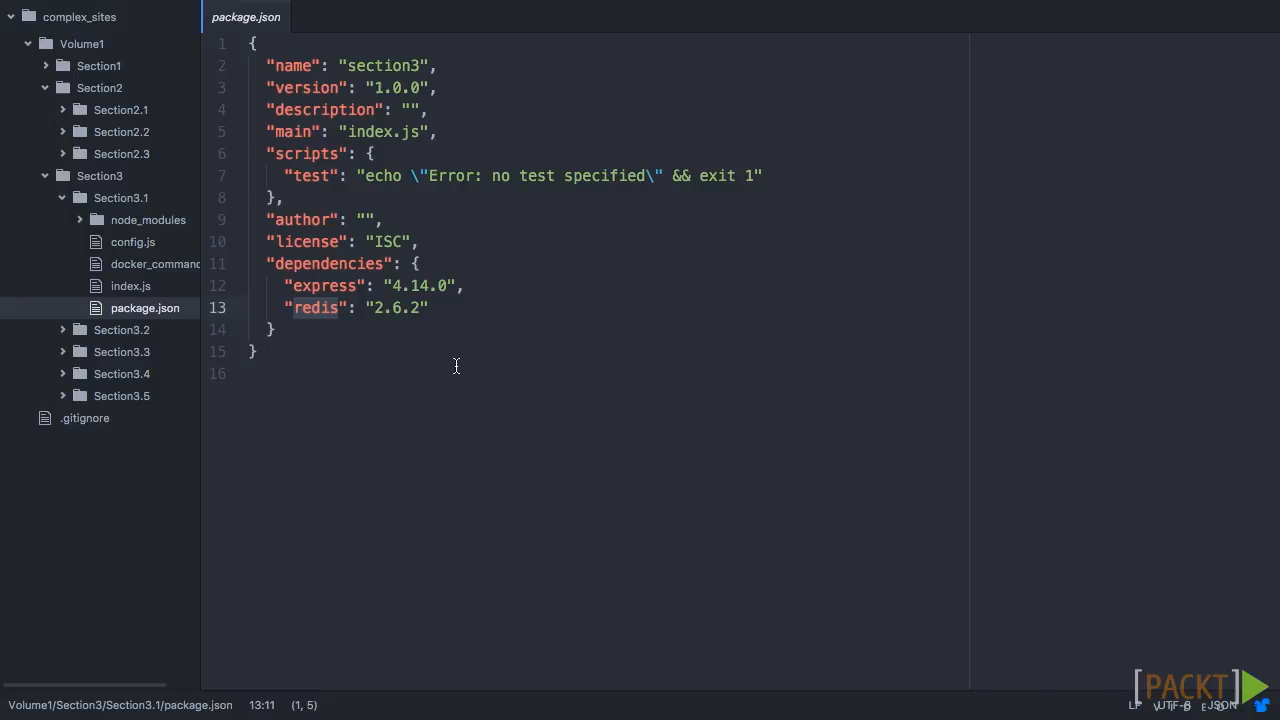 complex_sites
Volume1
Section1
Section2
Section2.1
Section2.2
Section2.3
Section3
Section3.1
node_modules
config.js
docker_command
index.js
package.json
Section3.2
Section3.3
Section3.4
Section3.5
.gitignore
package.json
1 {
2 "name": "section3",
3 "version": "1.0.0",
4 "description": "",
5 "main": "index.js",
6 "scripts": {
7 "test": "echo \"Error: no test specified\" && exit 1"
8 },
9 "author": "",
10 "license": "ISC",
11 "dependencies": {
12 "express": "4.14.0",
13 "redis": "2.6.2"
14 }
15 }
16
Volume1/Section3/Section3.1/package.json 13:11 (1, 5)
LF UTF-8 JSON
[PACKT]